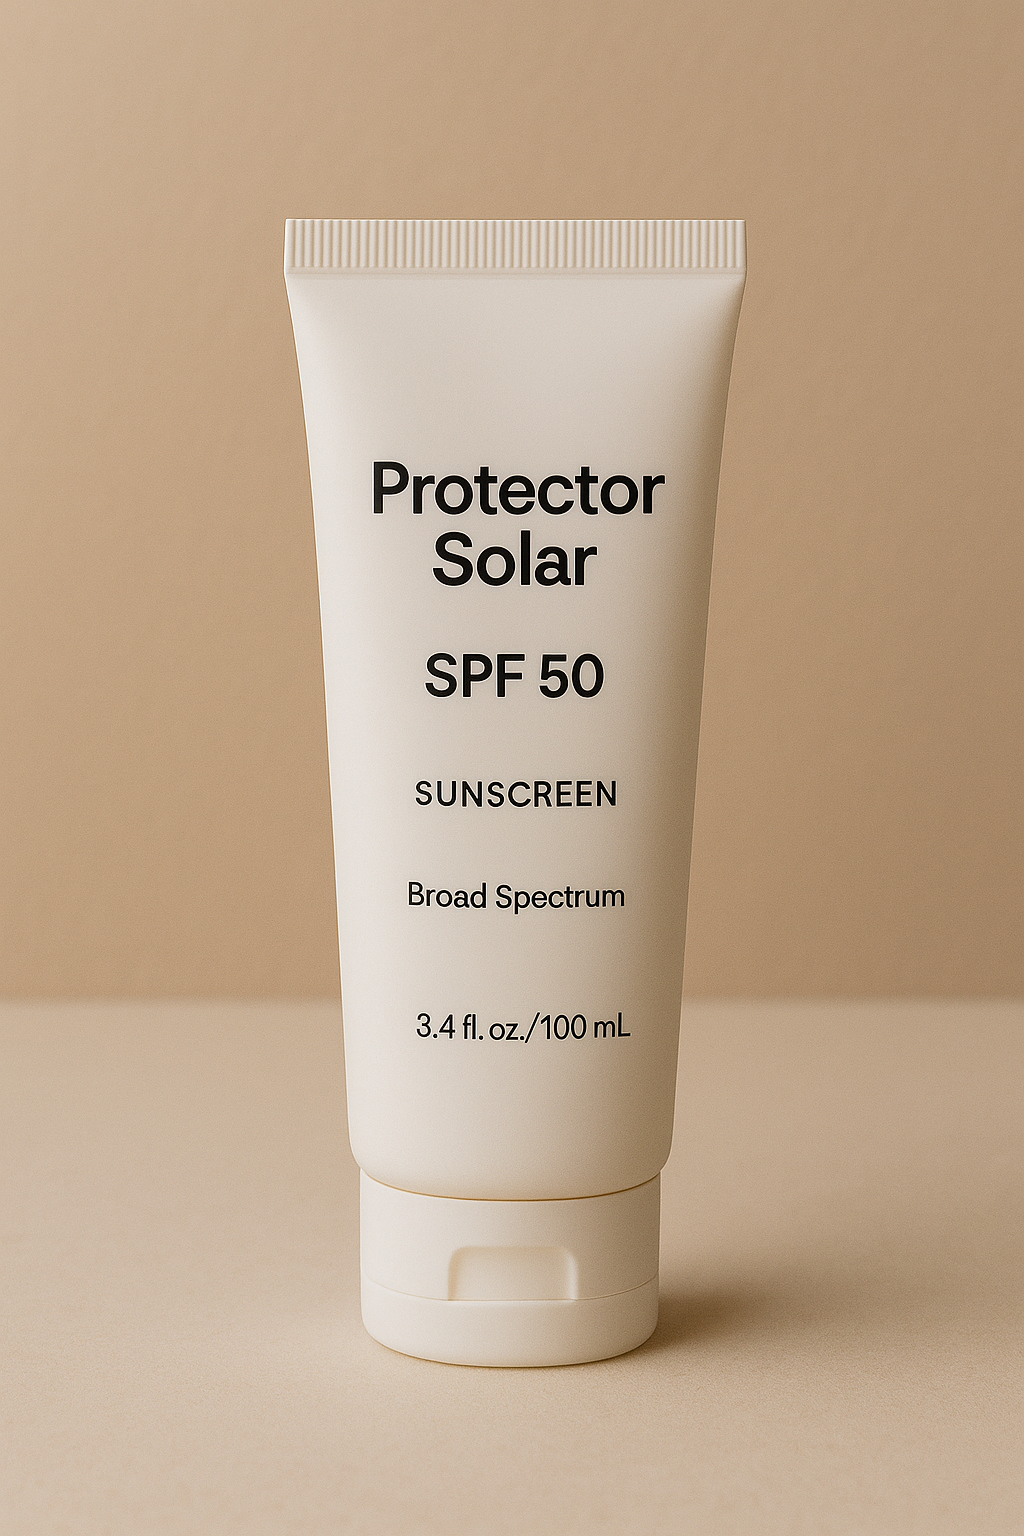 Protector
Solar
SPF 50
SUNSCREEN
Broad Spectrum
3.4 fl. oz./100 mL